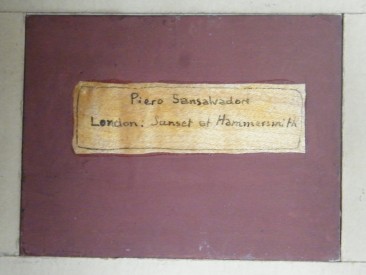 Piero Sansalvadori
London: Sunset at Hammersmith